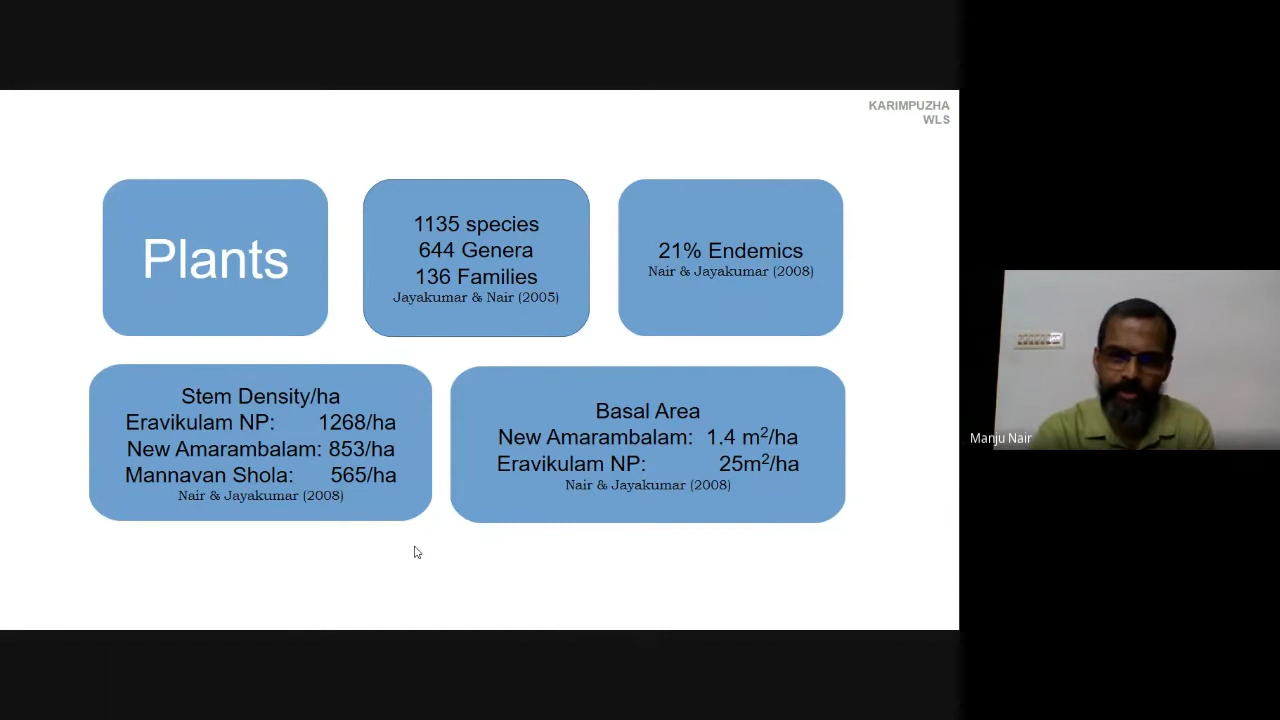 KARIMPUZHA
WLS
Plants
1135 species
644 Genera
136 Families
Jayakumar & Nair (2005)
21% Endemics
Nair & Jayakumar (2008)
Stem Density/ha
Eravikulam NP: 1268/ha
New Amarambalam: 853/ha
Mannavan Shola: 565/ha
Nair & Jayakumar (2008)
Basal Area
New Amarambalam: 1.4 m²/ha
Eravikulam NP: 25m²/ha
Nair & Jayakumar (2008)
Manju Nair